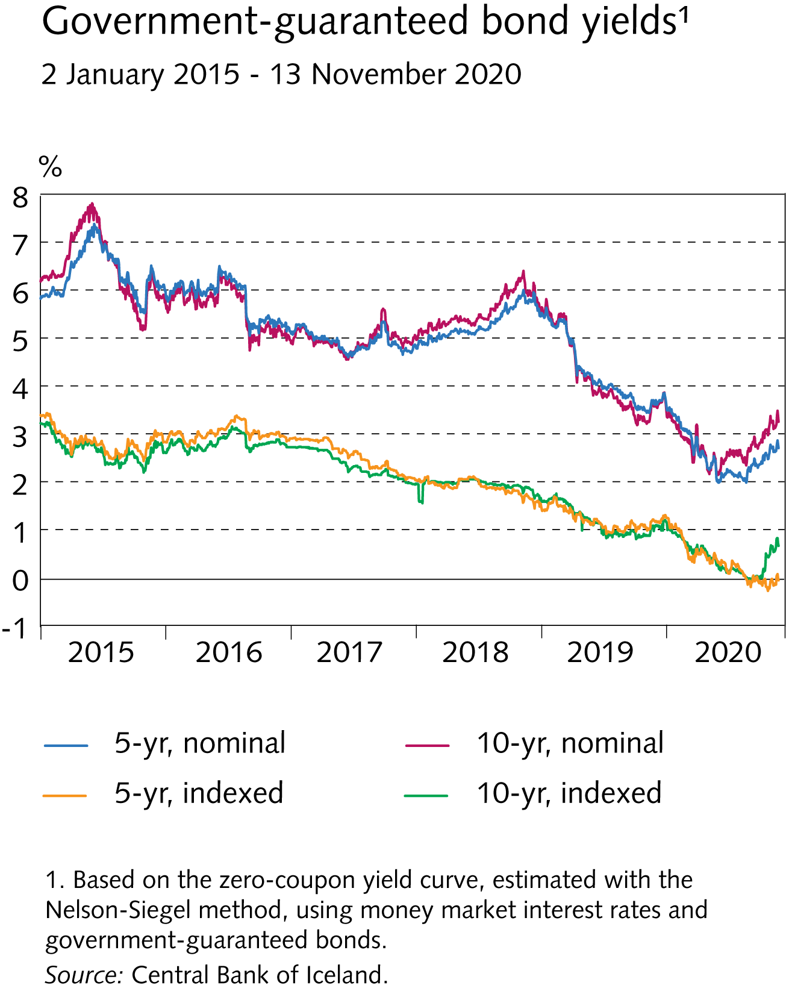 Government-guaranteed bond yields¹
2 January 2015 - 13 November 2020
%
8
7
6
5
4
3
2
1
0
-1
2015 2016 2017 2018 2019 2020
5-yr, nominal 10-yr, nominal
5-yr, indexed 10-yr, indexed
1. Based on the zero-coupon yield curve, estimated with the
Nelson-Siegel method, using money market interest rates and
government-guaranteed bonds.
Source: Central Bank of Iceland.